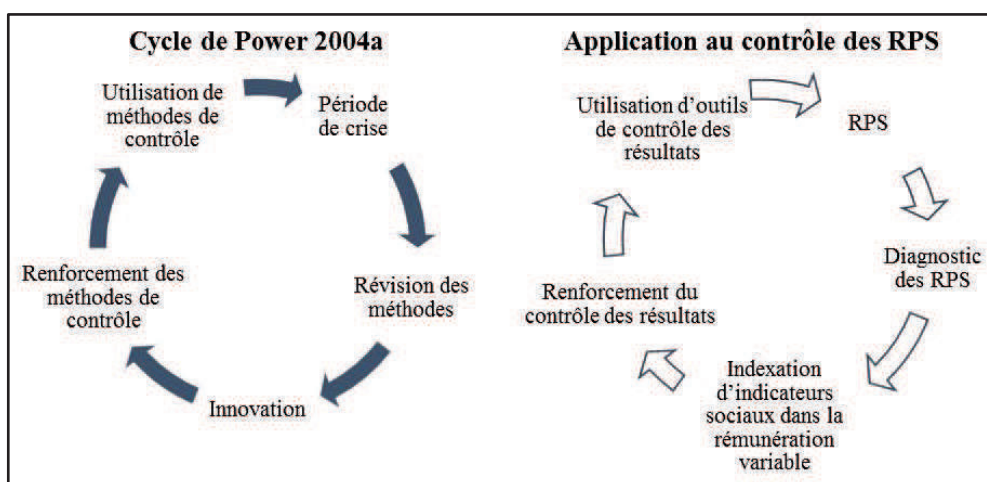 Cycle de Power 2004a
Utilisation de
méthodes de
contrôle
Période
de crise
Révision des
méthodes
Innovation
Renforcement des
méthodes de
contrôle
Application au contrôle des RPS
Utilisation d’outils
de contrôle des
résultats
RPS
Diagnostic
des RPS
Indexation
d’indicateurs
sociaux dans la
rémunération
variable
Renforcement du
contrôle des résultats